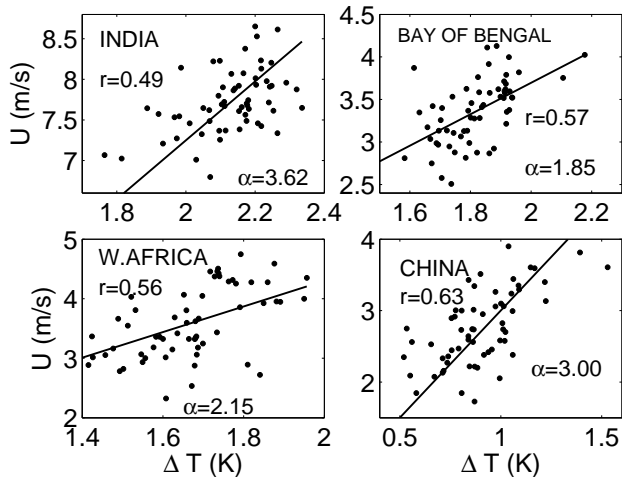 INDIA
r=0.49
α=3.62
U (m/s)
8.5
8
7.5
7
1.8
2
2.2
2.4
BAY OF BENGAL
r=0.57
α=1.85
5
4.5
4
3.5
3
2.5
1.6
1.8
2
2.2
W.AFRICA
r=0.56
α=2.15
U (m/s)
5
4
3
2
1.4
1.6
1.8
2
Δ T (K)
CHINA
r=0.63
α=3.00
4
3
2
0.5
1
1.5
Δ T (K)